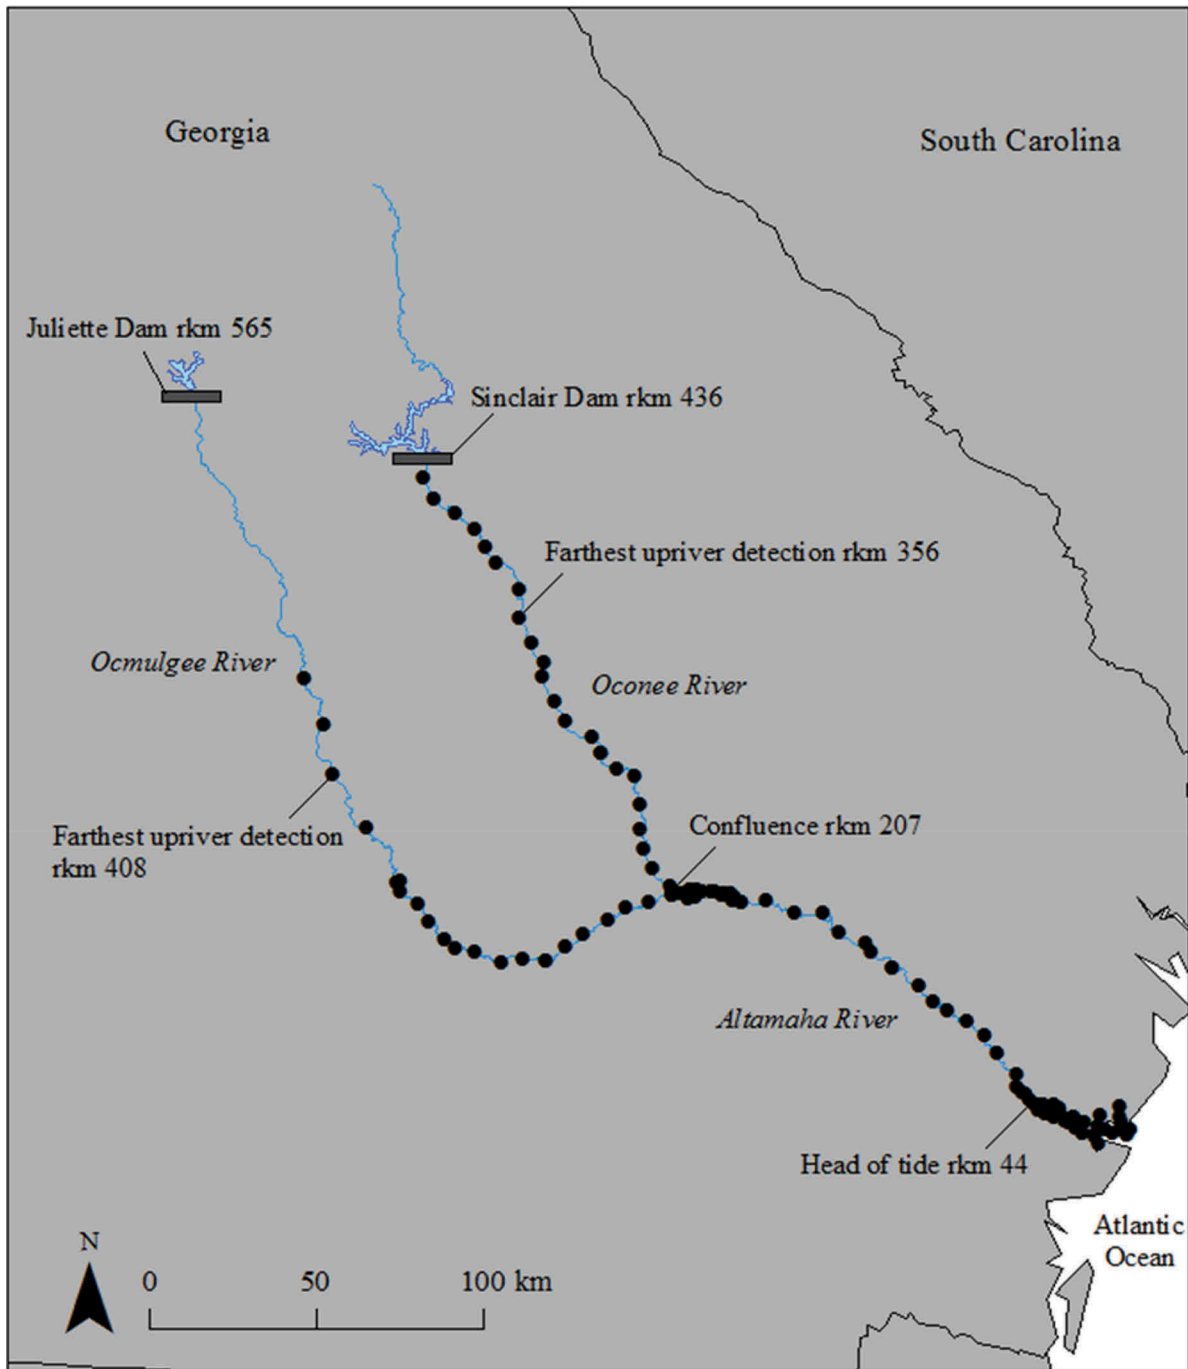 Georgia
South Carolina
Juliette Dam rkm 565
Sinclair Dam rkm 436
Farthest upriver detection rkm 356
Ocmulgee River
Oconee River
Farthest upriver detection
rkm 408
Confluence rkm 207
Altamaha River
Head of tide rkm 44
Atlantic
Ocean
N
0 50 100 km